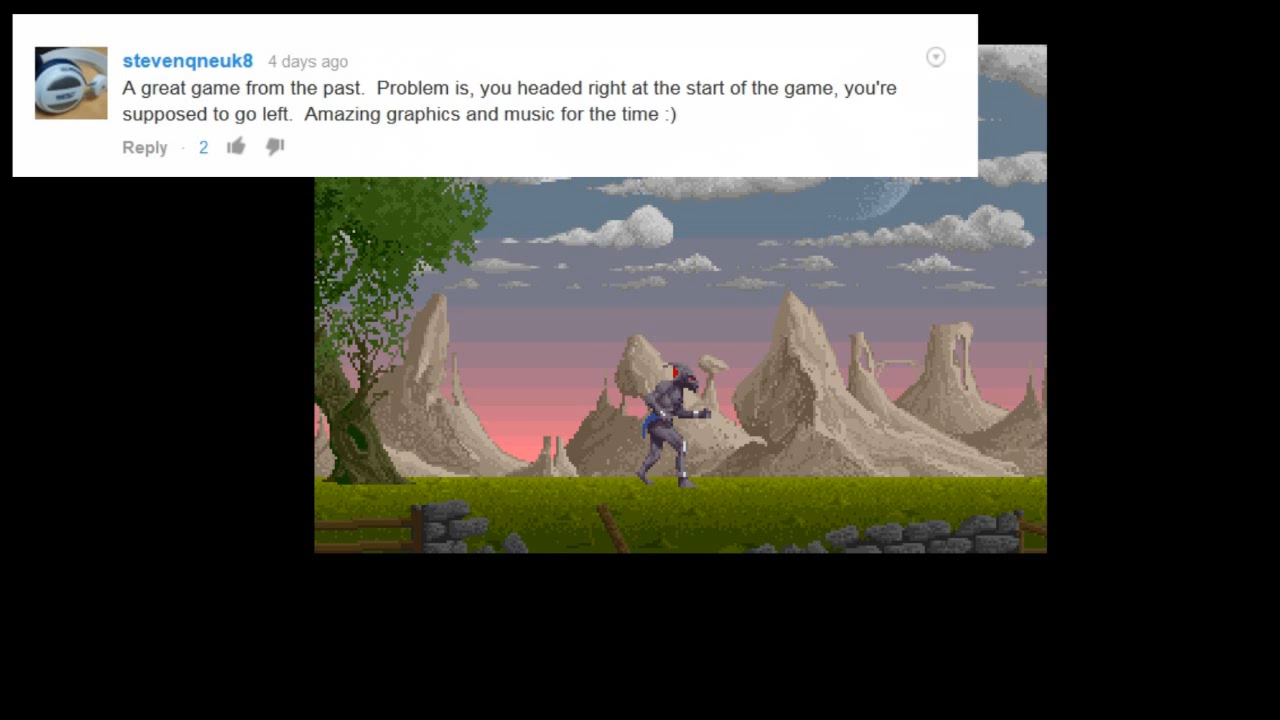 stevenqneuk8 4 days ago
A great game from the past.  Problem is, you headed right at the start of the game, you're
supposed to go left.  Amazing graphics and music for the time :)
Reply · 2